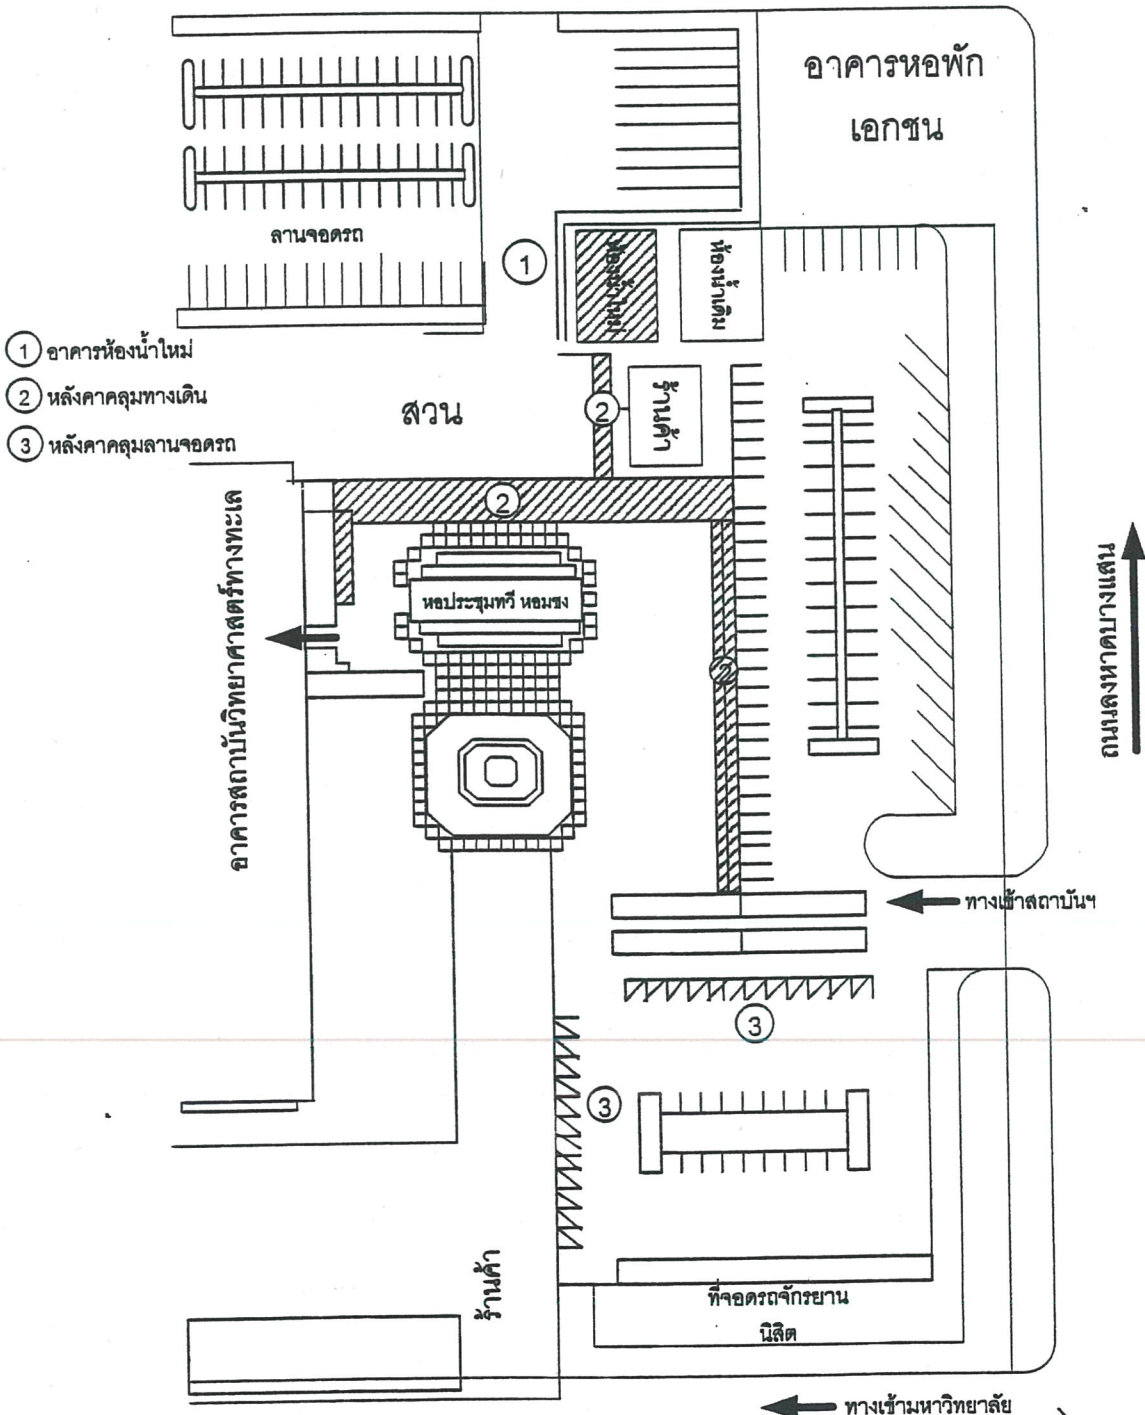 อาคารหอพัก
เอกชน
ลานจอดรถ
1
ห้องน้ำใหม่
ห้องน้ำเดิม
1 อาคารห้องน้ำใหม่
2 หลังคาคลุมทางเดิน
3 หลังคาคลุมลานจอดรถ
สวน
2
ร้านค้า
2
อาคารสถาบันวิทยาศาสตร์ทางทะเล
หอประชุมทวี หอมชง
2
ถนนลงหาดบางแสน
ทางเข้าสถาบันฯ
3
3
ร้านค้า
ที่จอดรถจักรยาน
นิสิต
ทางเข้ามหาวิทยาลัย